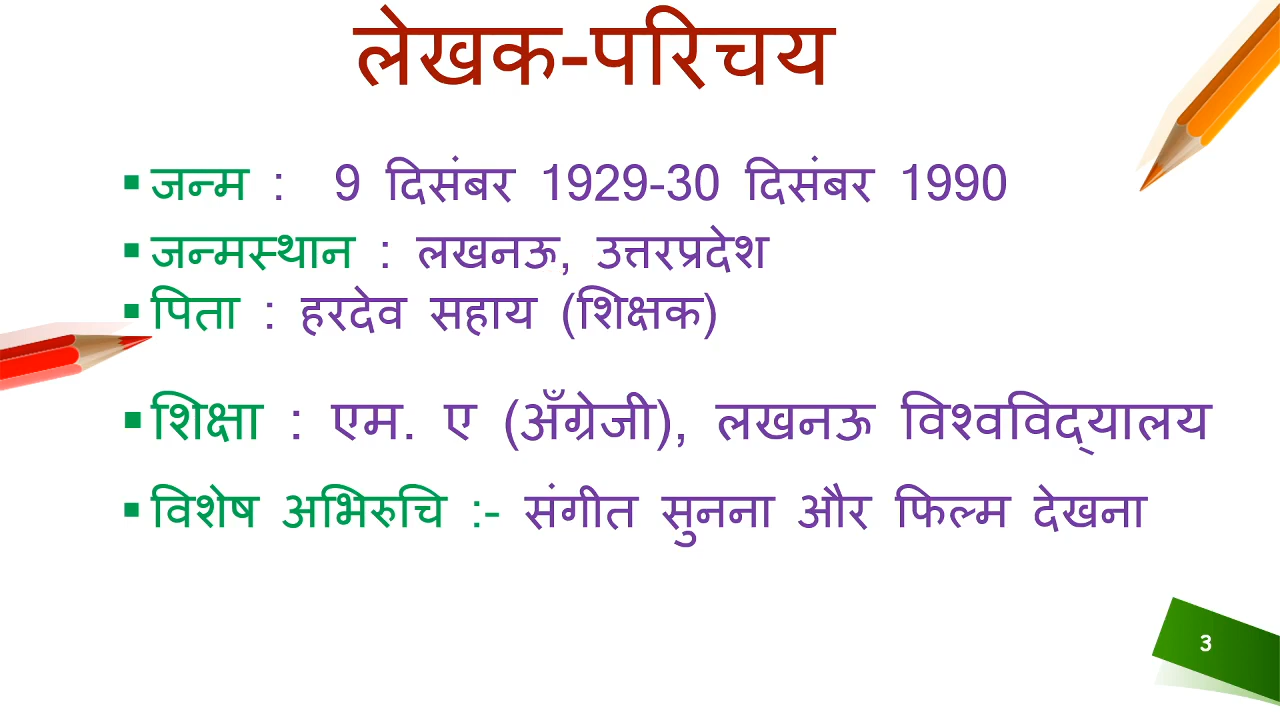 लेखक-परिचय
▪ जन्म : 9 दिसंबर 1929-30 दिसंबर 1990
▪ जन्मस्थान : लखनऊ, उत्तरप्रदेश
▪ पिता : हरदेव सहाय (शिक्षक)
▪ शिक्षा : एम. ए (अँग्रेजी), लखनऊ विश्वविद्यालय
▪ विशेष अभिरुचि :- संगीत सुनना और फिल्म देखना
3